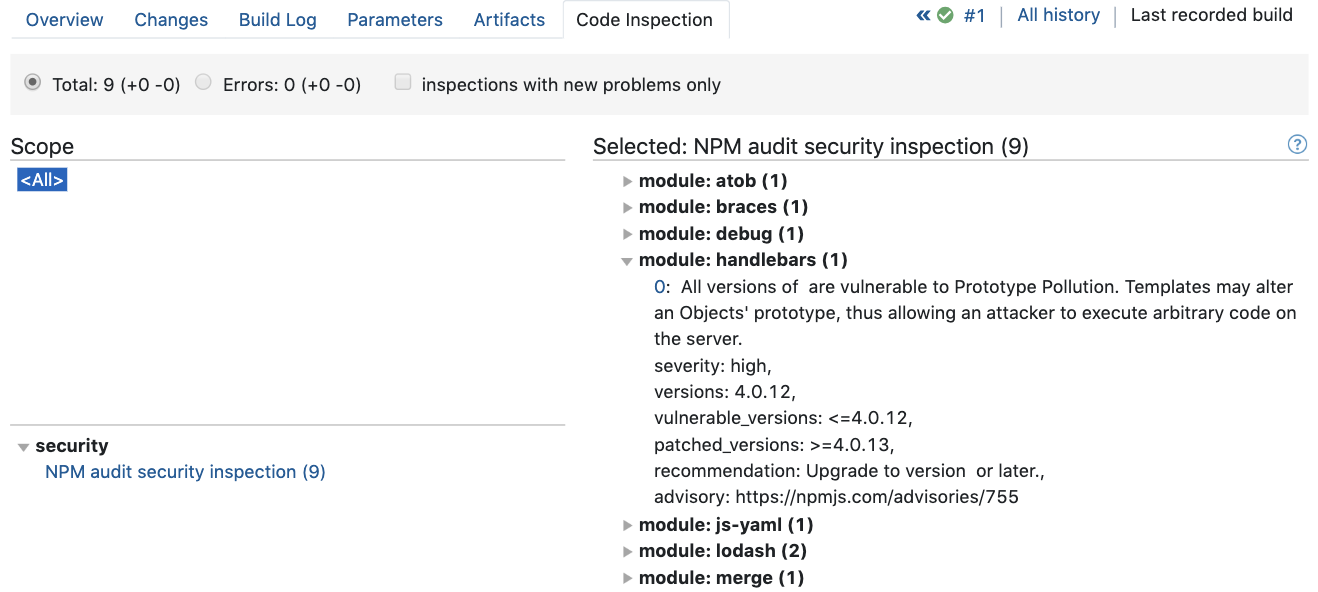 Overview Changes Build Log Parameters Artifacts Code Inspection « #1 | All history | Last recorded build
Total: 9 (+0 -0) Errors: 0 (+0 -0) inspections with new problems only
Scope
<All>
security
NPM audit security inspection (9)
Selected: NPM audit security inspection (9) ?
module: atob (1)
module: braces (1)
module: debug (1)
module: handlebars (1)
0: All versions of are vulnerable to Prototype Pollution. Templates may alter
an Objects' prototype, thus allowing an attacker to execute arbitrary code on
the server.
severity: high,
versions: 4.0.12,
vulnerable_versions: <=4.0.12,
patched_versions: >=4.0.13,
recommendation: Upgrade to version or later.,
advisory: https://npmjs.com/advisories/755
module: js-yaml (1)
module: lodash (2)
module: merge (1)